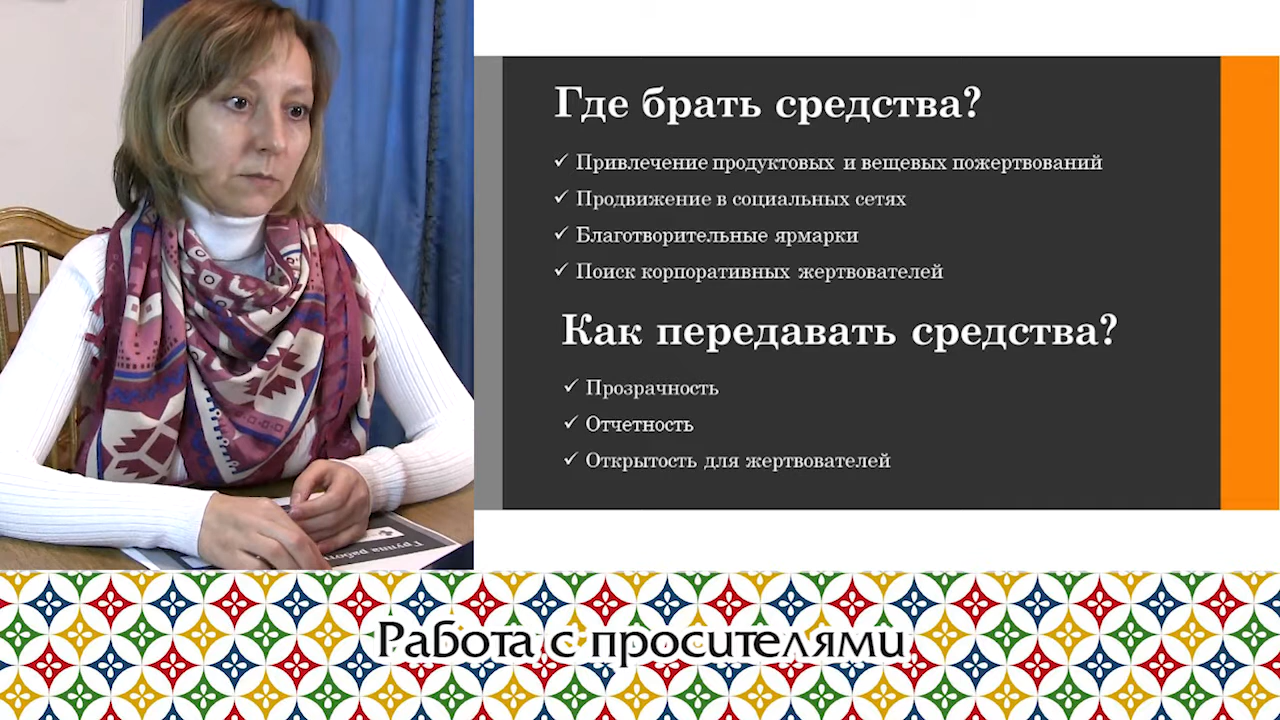 Где брать средства?
✓ Привлечение продуктовых и вещевых пожертвований
✓ Продвижение в социальных сетях
✓ Благотворительные ярмарки
✓ Поиск корпоративных жертвователей
Как передавать средства?
✓ Прозрачность
✓ Отчетность
✓ Открытость для жертвователей
Группа
Работа с просителями